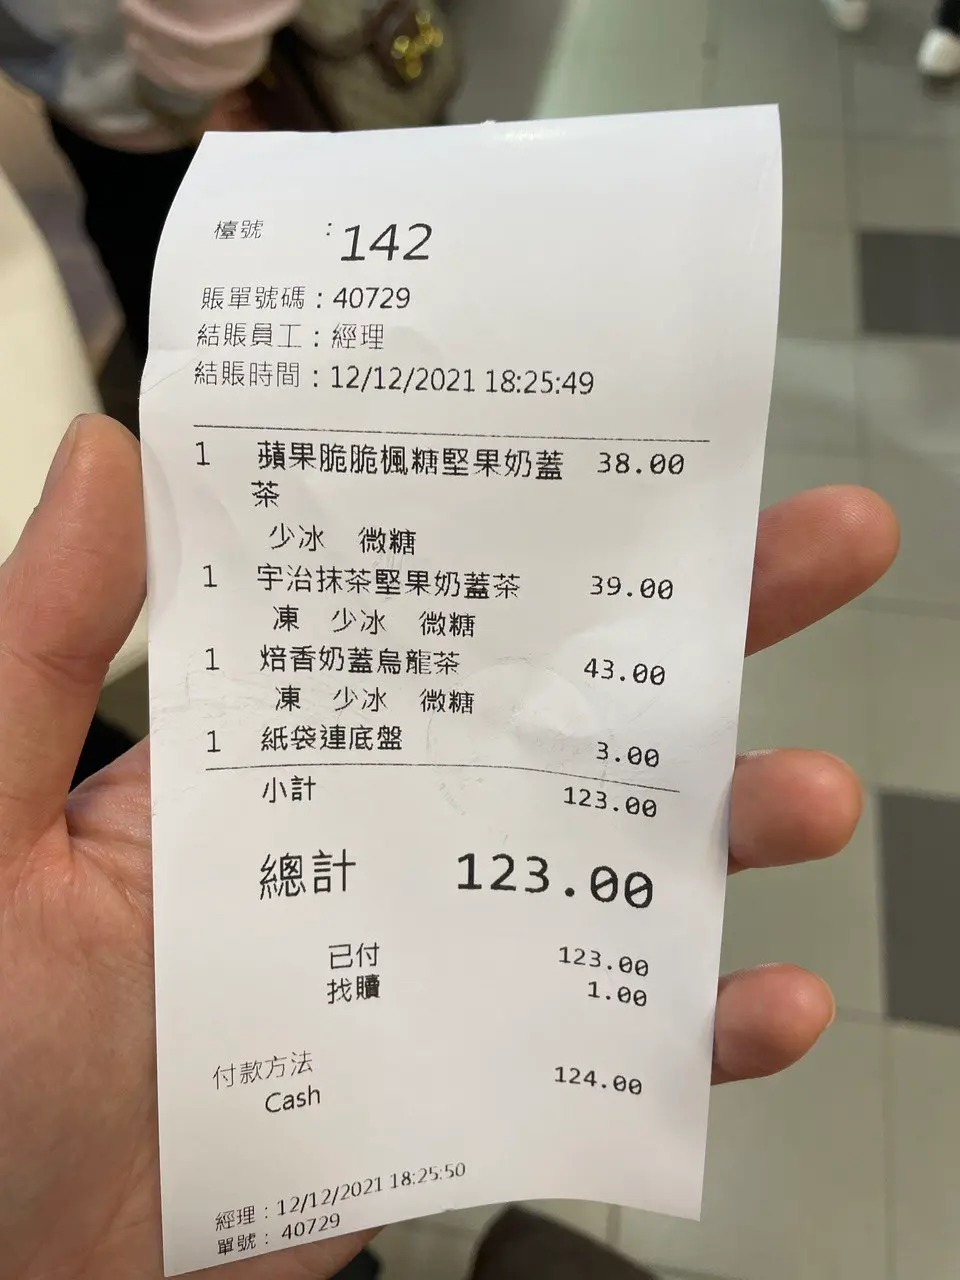 檯號 : 142
賬單號碼 : 40729
結賬員工 : 經理
結賬時間 : 12/12/2021 18:25:49
1 蘋果脆脆楓糖堅果奶蓋 38.00
茶
少冰 微糖
1 宇治抹茶堅果奶蓋茶 39.00
凍 少冰 微糖
1 焙香奶蓋烏龍茶 43.00
凍 少冰 微糖
1 紙袋連底盤 3.00
小計 123.00
總計 123.00
已付 123.00
找贖 1.00
付款方法
Cash 124.00
經理 : 12/12/2021 18:25:50
單號 : 40729